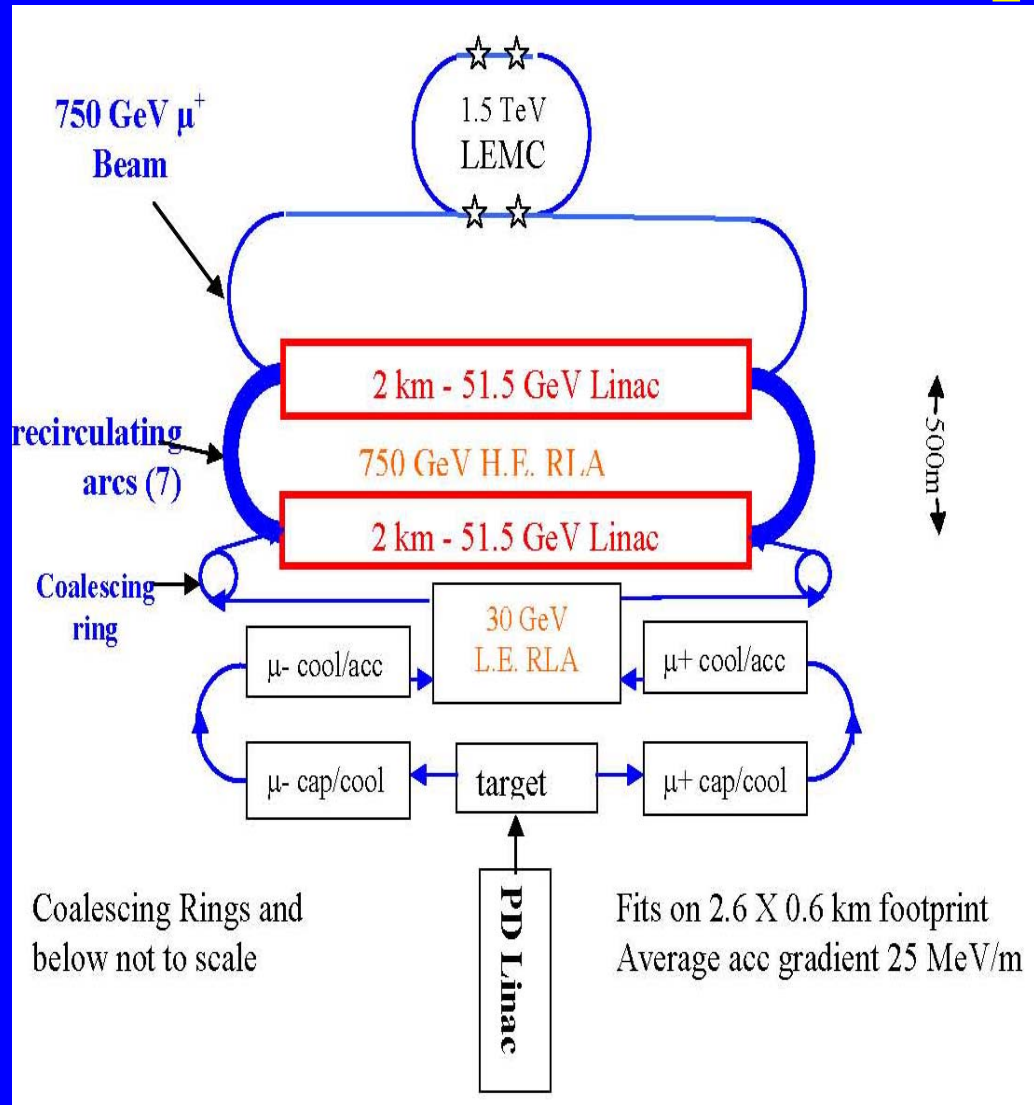 750 GeV μ+
Beam
1.5 TeV
LEMC
2 km - 51.5 GeV Linac
recirculating
arcs (7)
750 GeV H.E. RLA
500m
2 km - 51.5 GeV Linac
Coalescing
ring
30 GeV
L.E. RLA
μ- cool/acc
μ+ cool/acc
μ- cap/cool
target
μ+ cap/cool
PD Linac
Coalescing Rings and
below not to scale
Fits on 2.6 X 0.6 km footprint
Average acc gradient 25 MeV/m